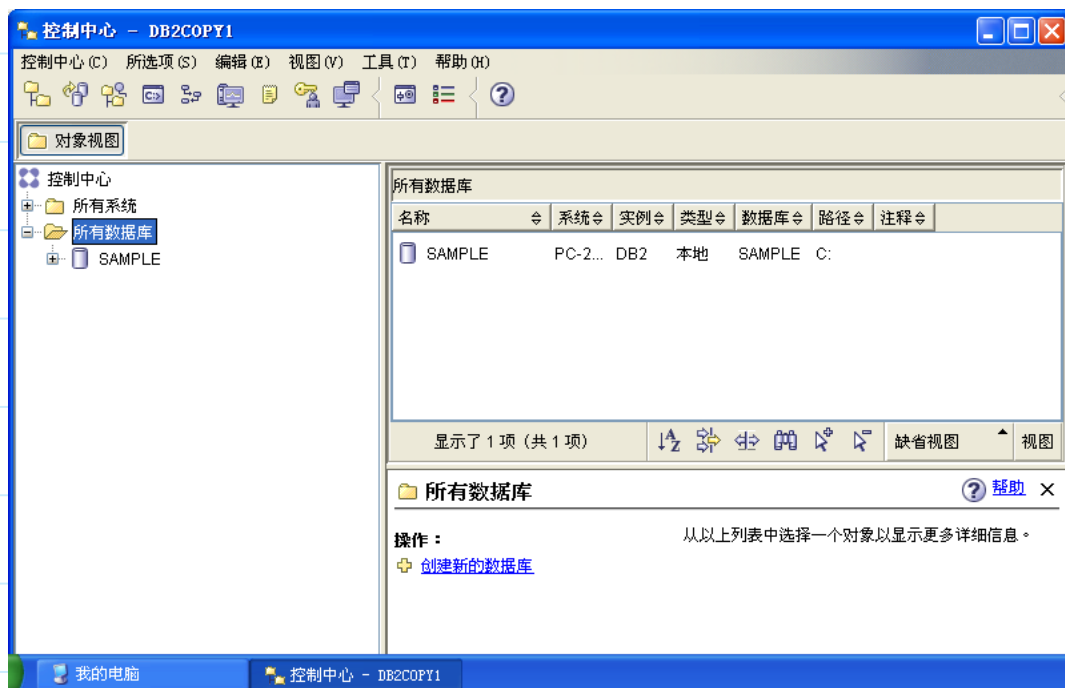 控制中心 - DB2COPY1
控制中心(C) 所选项(S) 编辑(E) 视图(V) 工具(T) 帮助(H)
对象视图
控制中心
所有系统
所有数据库
SAMPLE
所有数据库
名称 系统 实例 类型 数据库 路径 注释
SAMPLE PC-2... DB2 本地 SAMPLE C:
显示了 1 项（共 1 项） 缺省视图 视图
所有数据库 帮助
操作：
从以上列表中选择一个对象以显示更多详细信息。
创建新的数据库
我的电脑 控制中心 - DB2COPY1